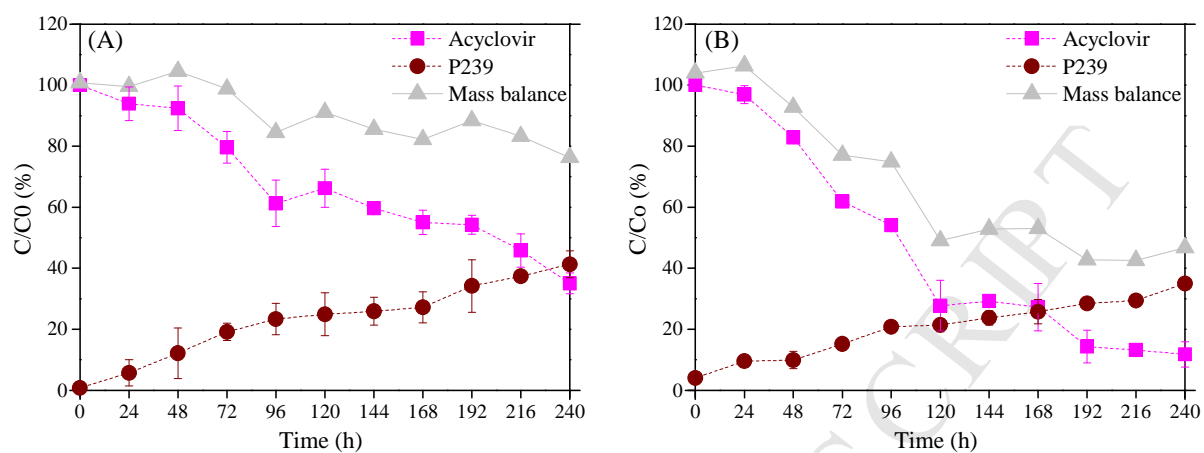 (A)
Acyclovir
P239
Mass balance
C/C0 (%)
120
100
80
60
40
20
0
0 24 48 72 96 120 144 168 192 216 240
Time (h)
(B)
Acyclovir
P239
Mass balance
C/Co (%)
120
100
80
60
40
20
0
0 24 48 72 96 120 144 168 192 216 240
Time (h)
CRIPT